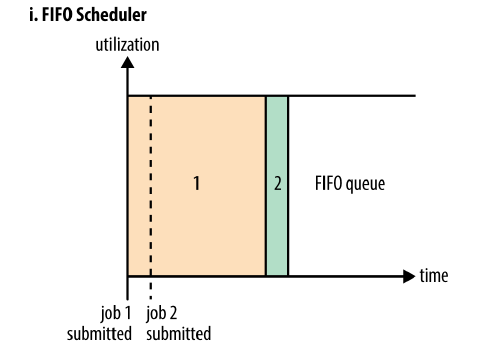 i. FIFO Scheduler
utilization
1
2
FIFO queue
time
job 1
submitted
job 2
submitted